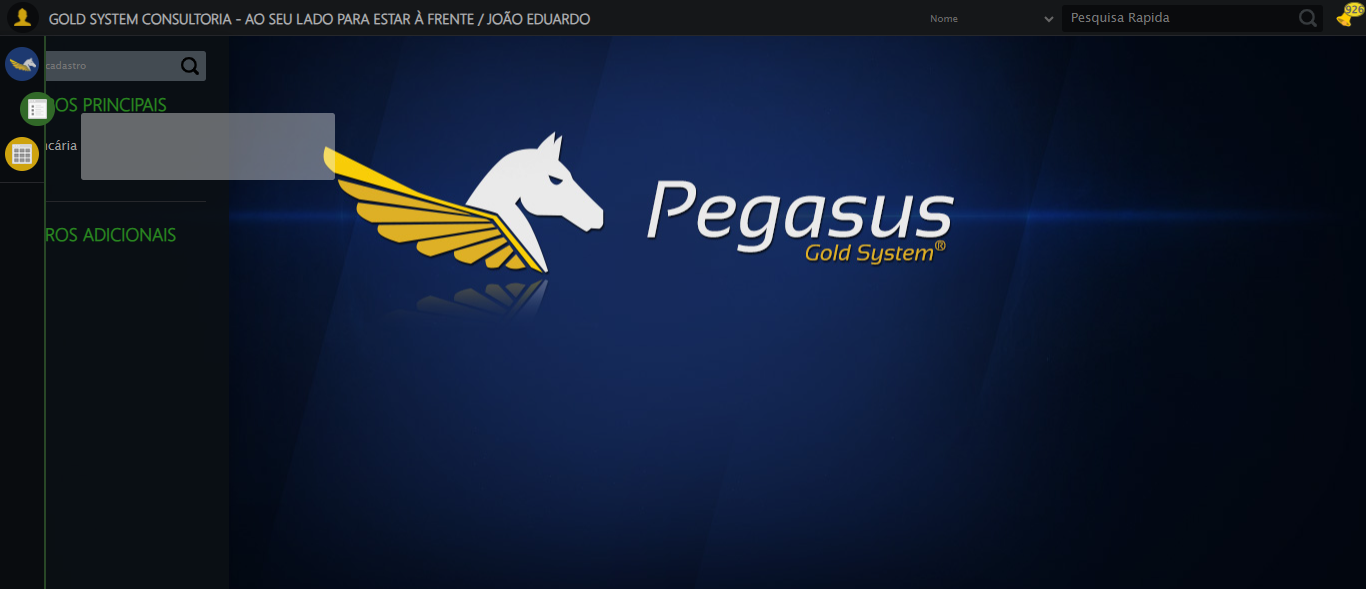 GOLD SYSTEM CONSULTORIA - AO SEU LADO PARA ESTAR À FRENTE / JOÃO EDUARDO
Nome
Pesquisa Rapida
926
cadastro
OS PRINCIPAIS
cária
ROS ADICIONAIS
Pegasus
Gold System®